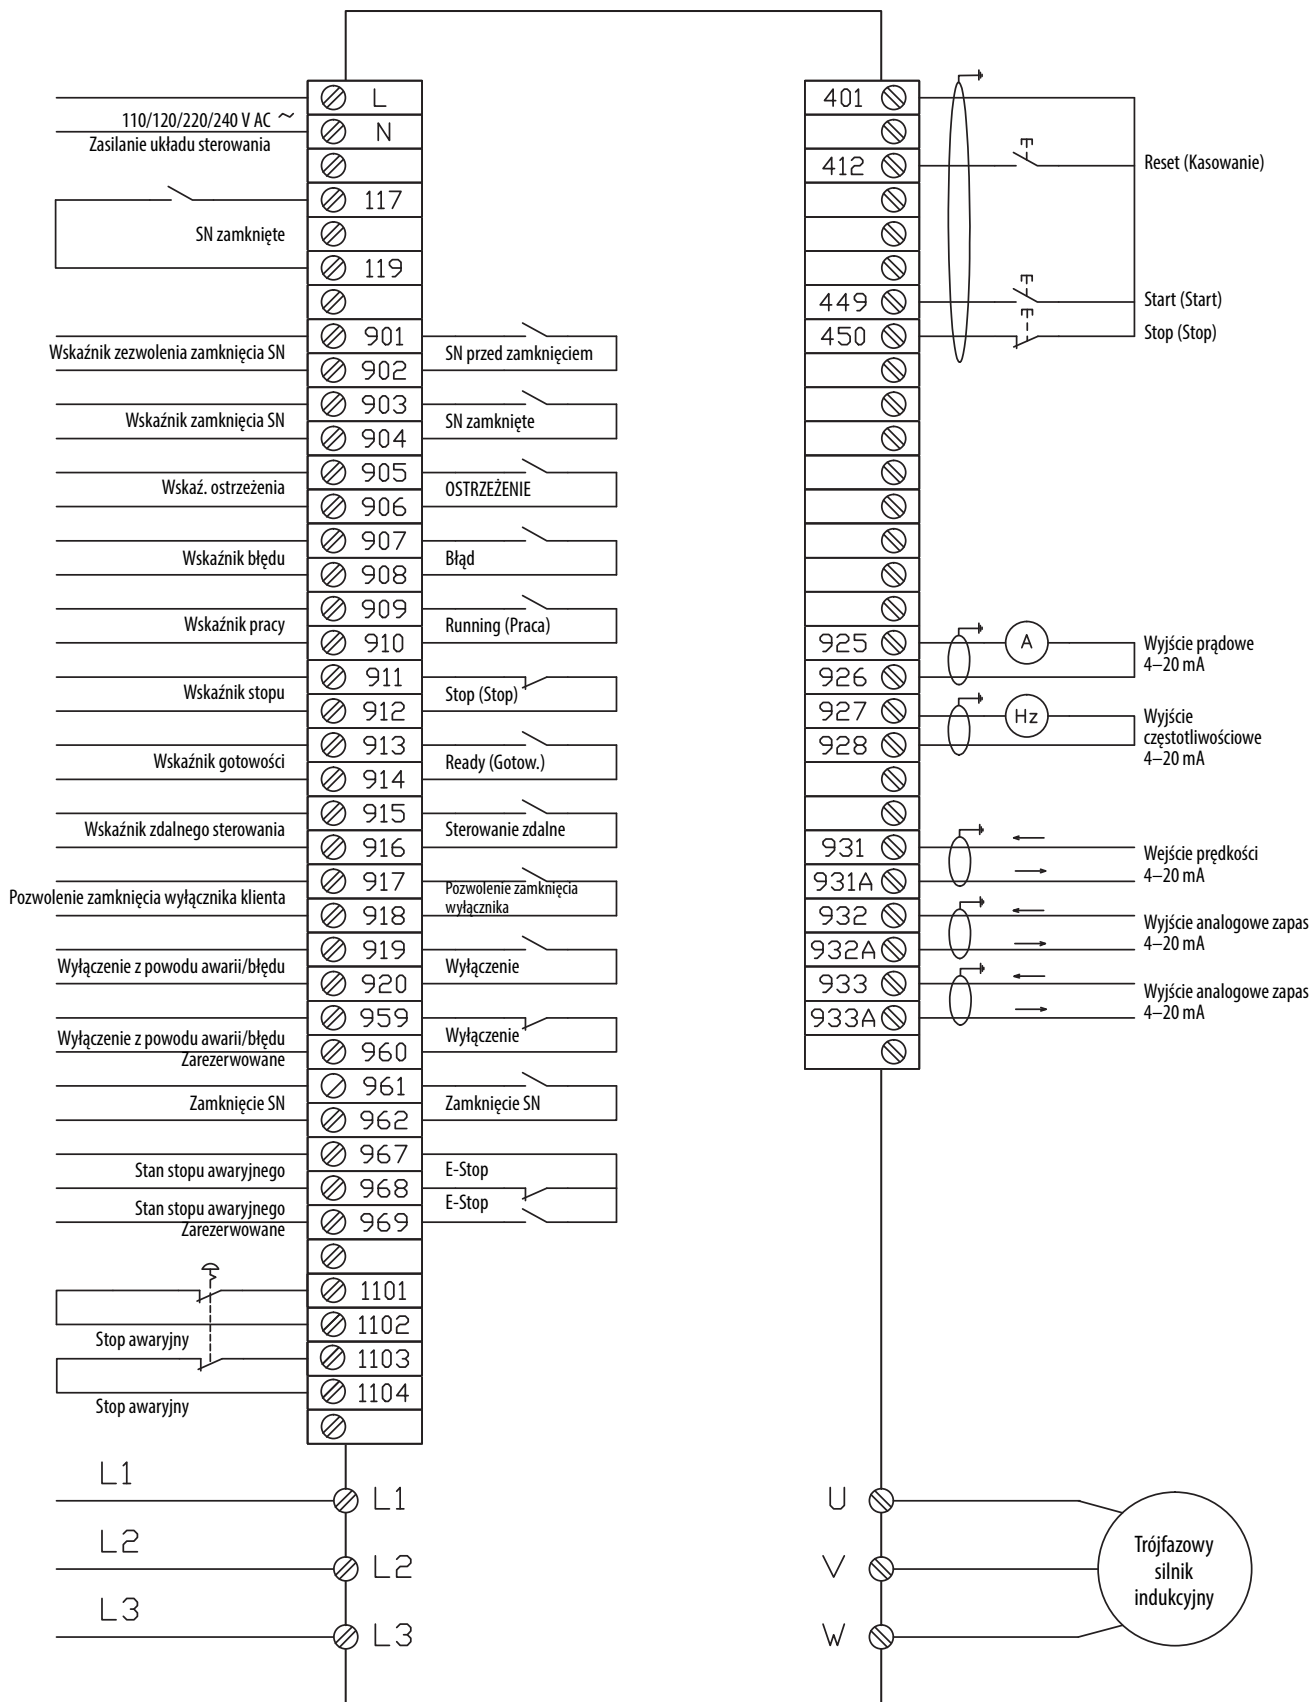 L
110/120/220/240 V AC ~
N
Zasilanie układu sterowania
117
SN zamknięte
119
901
Wskaźnik zezwolenia zamknięcia SN
SN przed zamknięciem
902
903
Wskaźnik zamknięcia SN
SN zamknięte
904
905
Wskaź. ostrzeżenia
OSTRZEŻENIE
906
907
Wskaźnik błędu
Błąd
908
909
Wskaźnik pracy
Running (Praca)
910
911
Wskaźnik stopu
Stop (Stop)
912
913
Wskaźnik gotowości
Ready (Gotow.)
914
915
Wskaźnik zdalnego sterowania
Sterowanie zdalne
916
917
Pozwolenie zamknięcia wyłącznika klienta
Pozwolenie zamknięcia
wyłącznika
918
919
Wyłączenie z powodu awarii/błędu
Wyłączenie
920
959
Wyłączenie z powodu awarii/błędu
Zarezerwowane
Wyłączenie
960
961
Zamknięcie SN
Zamknięcie SN
962
967
Stan stopu awaryjnego
E-Stop
968
Stan stopu awaryjnego
Zarezerwowane
E-Stop
969
1101
1102
Stop awaryjny
1103
1104
Stop awaryjny
L1
L1
L2
L2
L3
L3
401
412
Reset (Kasowanie)
449
Start (Start)
450
Stop (Stop)
925
A
Wyjście prądowe
4–20 mA
926
927
Hz
Wyjście
częstotliwościowe
4–20 mA
928
931
Wejście prędkości
4–20 mA
931A
932
Wyjście analogowe zapas
4–20 mA
932A
933
Wyjście analogowe zapas
4–20 mA
933A
U
V
W
Trójfazowy
silnik
indukcyjny